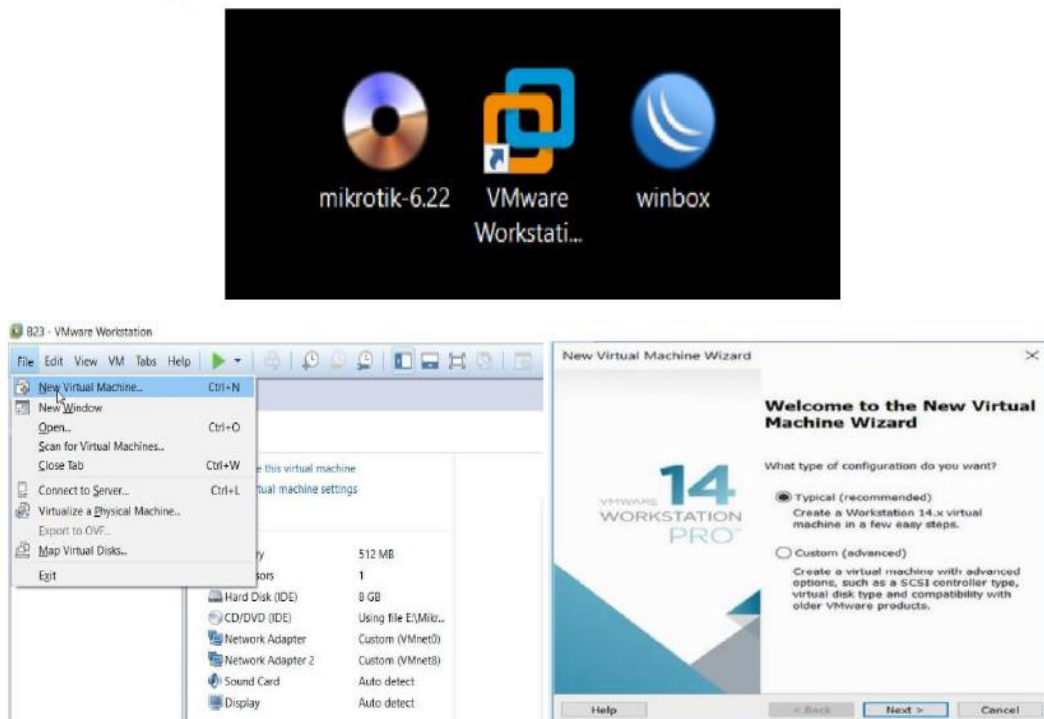 mikrotik-6.22
VMware
Workstati...
winbox
B23 - VMware Workstation
File Edit View VM Tabs Help
New Virtual Machine... Ctrl+N
New Window
Open... Ctrl+O
Scan for Virtual Machines...
Close Tab Ctrl+W
Connect to Server... Ctrl+L
Virtualize a Physical Machine...
Export to OVF...
Map Virtual Disks...
Exit
e this virtual machine
tual machine settings
ry 512 MB
sors 1
Hard Disk (IDE) 8 GB
CD/DVD (IDE) Using file E:\Mikr...
Network Adapter Custom (VMnet0)
Network Adapter 2 Custom (VMnet8)
Sound Card Auto detect
Display Auto detect
New Virtual Machine Wizard
VMWARE 14
WORKSTATION
PRO™
Welcome to the New Virtual
Machine Wizard
What type of configuration do you want?
Typical (recommended)
Create a Workstation 14.x virtual
machine in a few easy steps.
Custom (advanced)
Create a virtual machine with advanced
options, such as a SCSI controller type,
virtual disk type and compatibility with
older VMware products.
Help < Back Next > Cancel